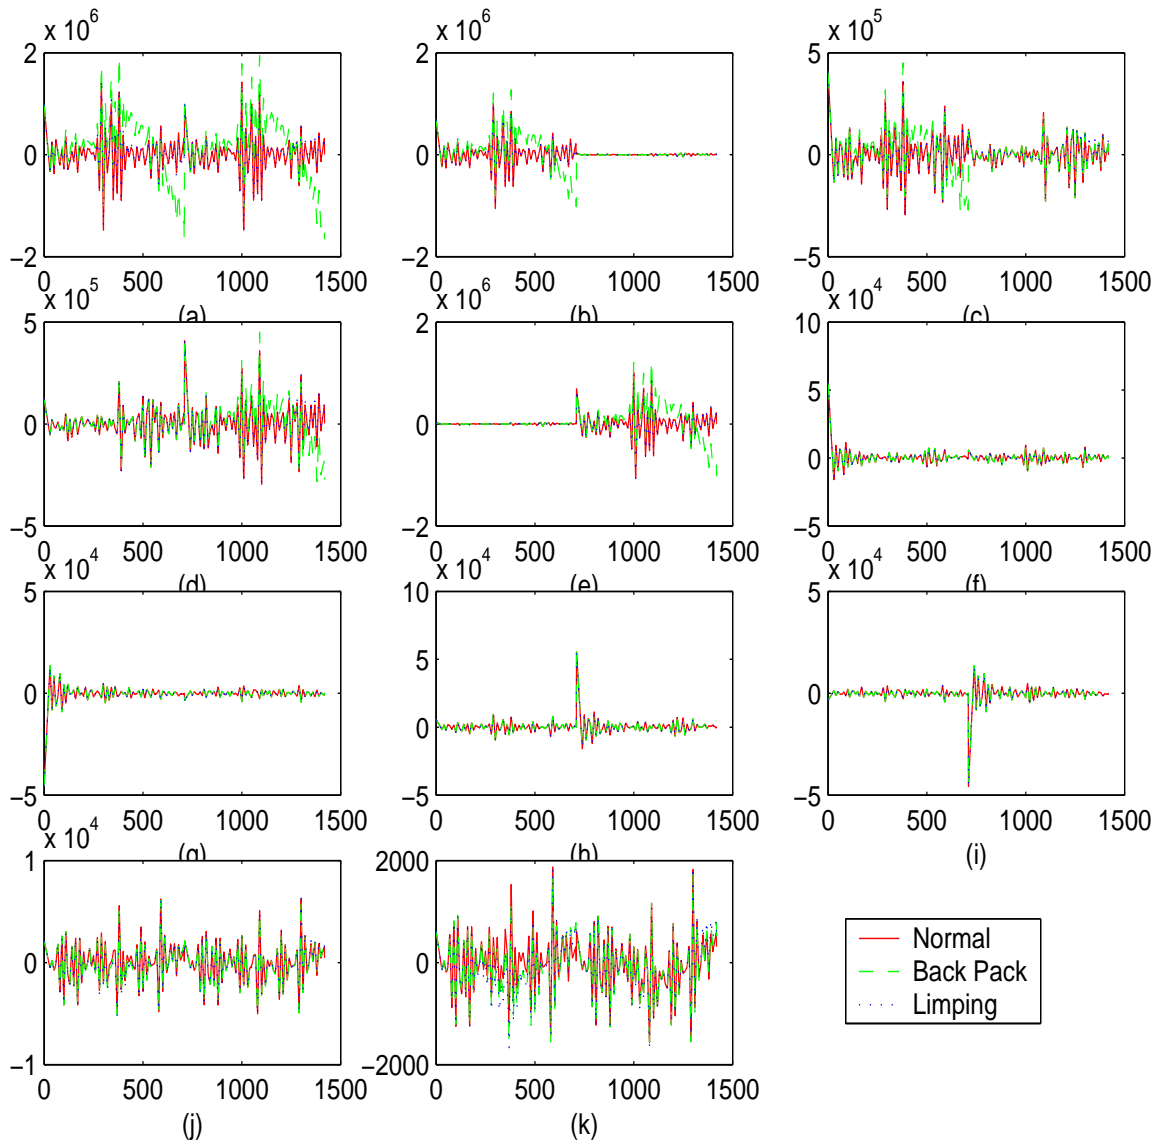 x 10^6 x 10^6 x 10^5
2 2 5
0 0 0
−2 −2 −5
0 500 1000 1500 0 500 1000 1500 0 500 1000 1500
(a) (b) (c)
x 10^5 x 10^6 x 10^4
5 2 10
5
0 0 0
−5 −2 −5
0 500 1000 1500 0 500 1000 1500 0 500 1000 1500
(d) (e) (f)
x 10^4 x 10^4 x 10^4
5 10 5
5
0 0 0
−5 −5 −5
0 500 1000 1500 0 500 1000 1500 0 500 1000 1500
(g) (h) (i)
x 10^4
1 2000
0 0
−1 −2000
0 500 1000 1500 0 500 1000 1500
(j) (k)
Normal
Back Pack
Limping